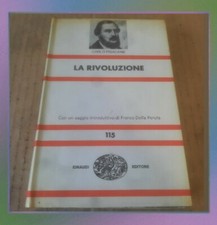 LA RIVOLUZIONE
Con un saggio introduttivo di Franco Della Peruta
115
EINAUDI EDITORE